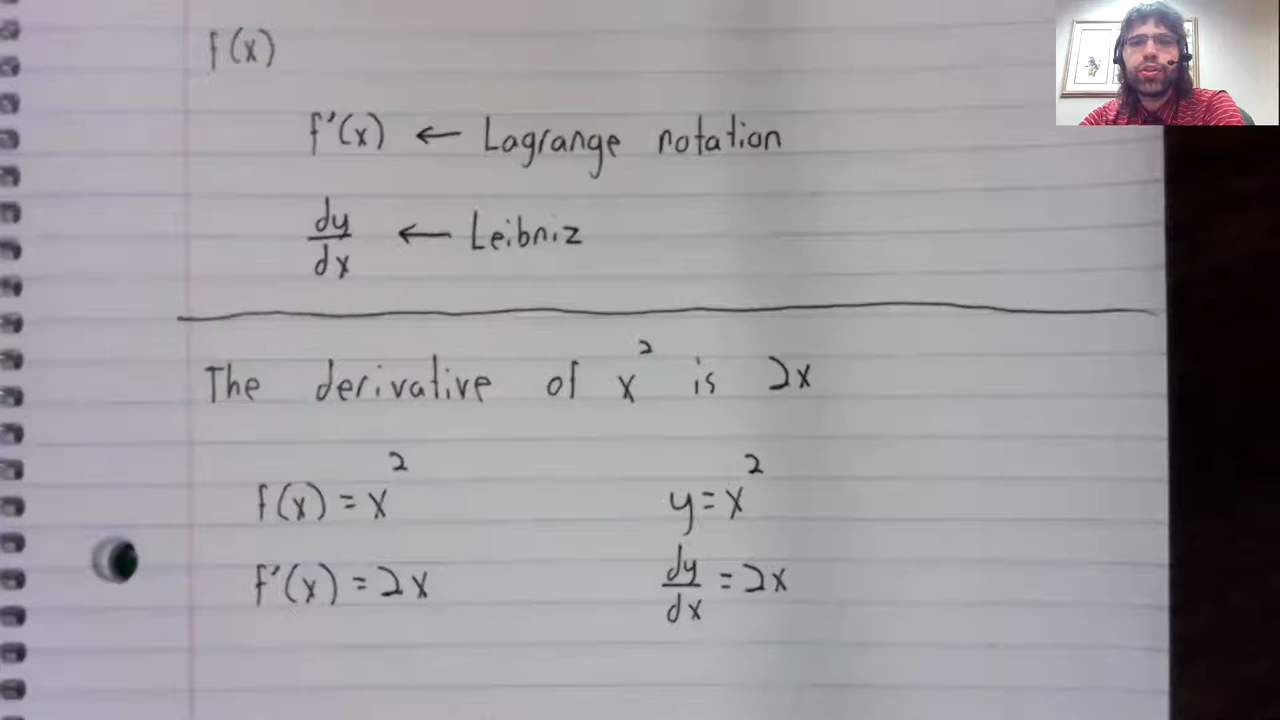 f(x)
f'(x) ← Lagrange notation
dy/dx ← Leibniz
The derivative of x² is 2x
f(x) = x²
y = x²
f'(x) = 2x
dy/dx = 2x